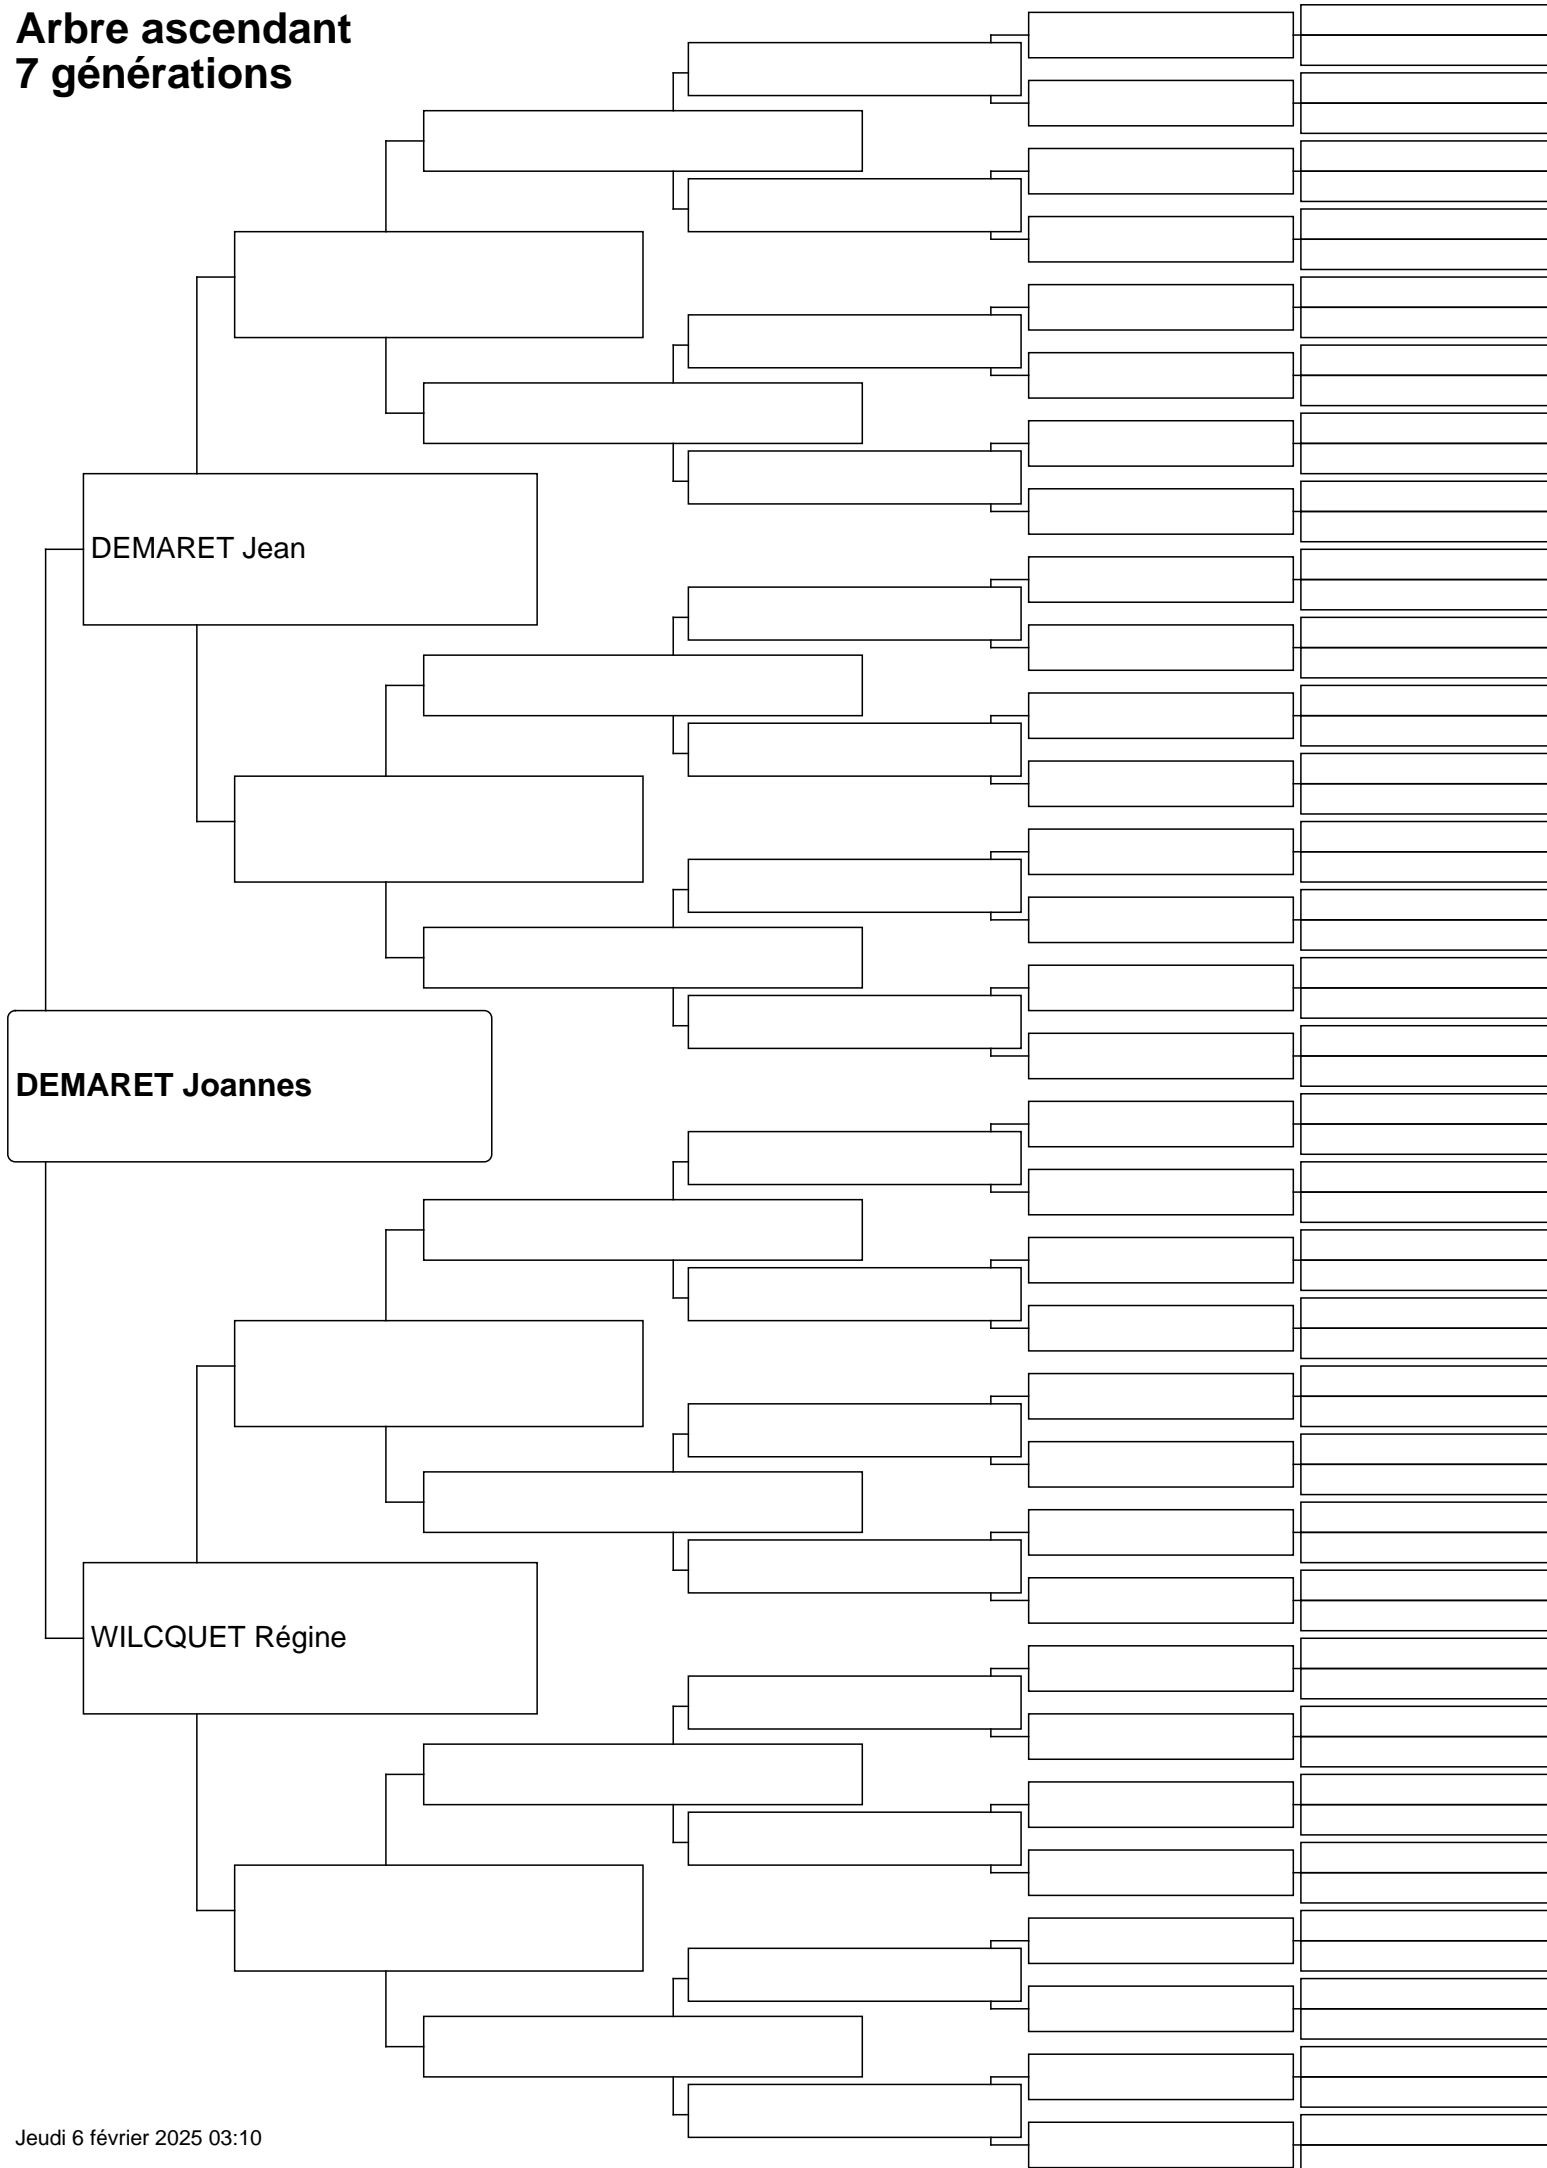 Arbre ascendant
7 générations
DEMARET Jean
DEMARET Joannes
WILCQUET Régine
Jeudi 6 février 2025 03:10